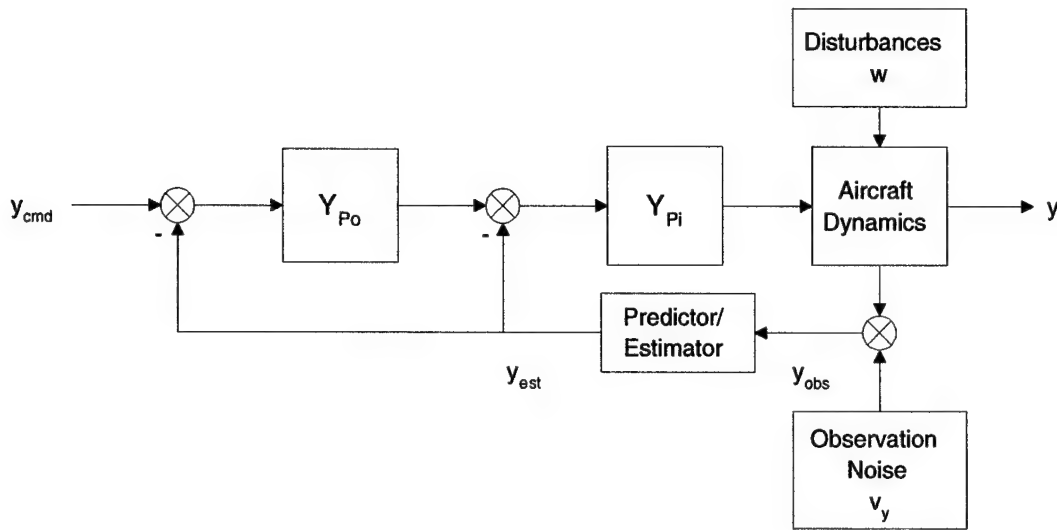 Disturbances
w
y_cmd
-
Y_Po
-
Y_Pi
Aircraft
Dynamics
y
Predictor/
Estimator
y_est
y_obs
Observation
Noise
v_y